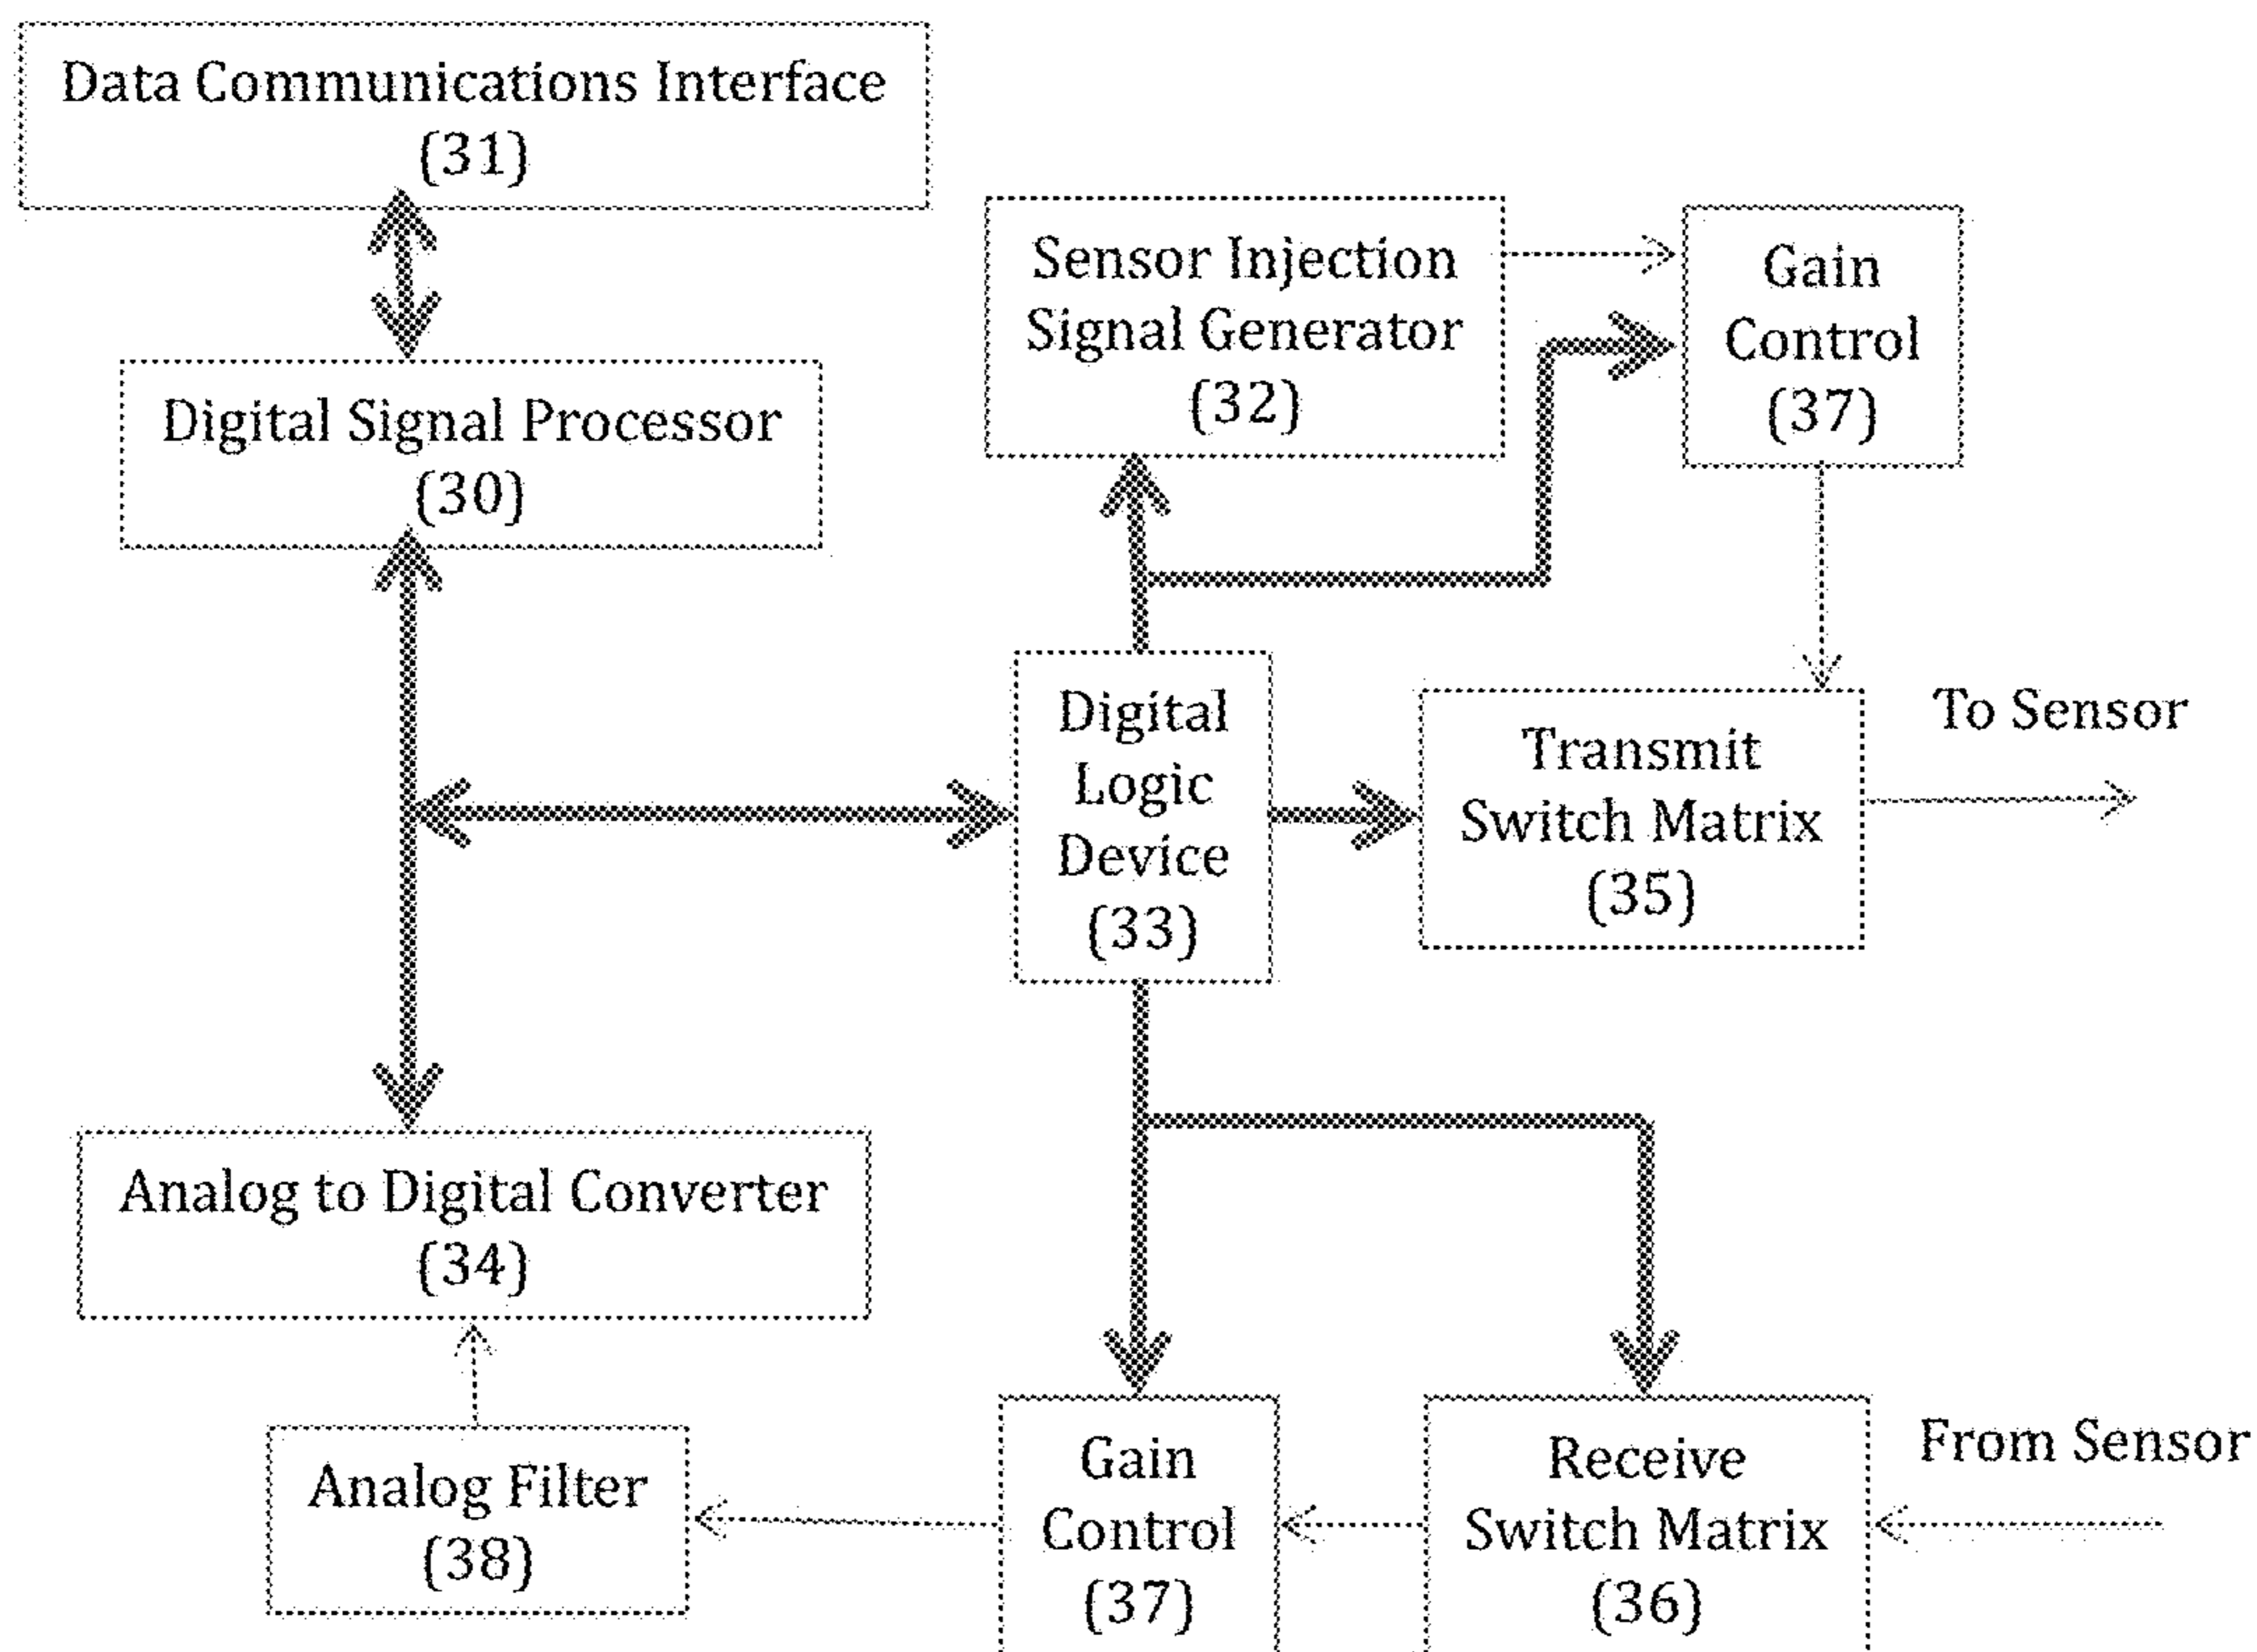 Data Communications Interface
(31)
Digital Signal Processor
(30)
Sensor Injection
Signal Generator
(32)
Gain
Control
(37)
Digital
Logic
Device
(33)
Transmit
Switch Matrix
(35)
To Sensor
Analog to Digital Converter
(34)
Analog Filter
(38)
Gain
Control
(37)
Receive
Switch Matrix
(36)
From Sensor